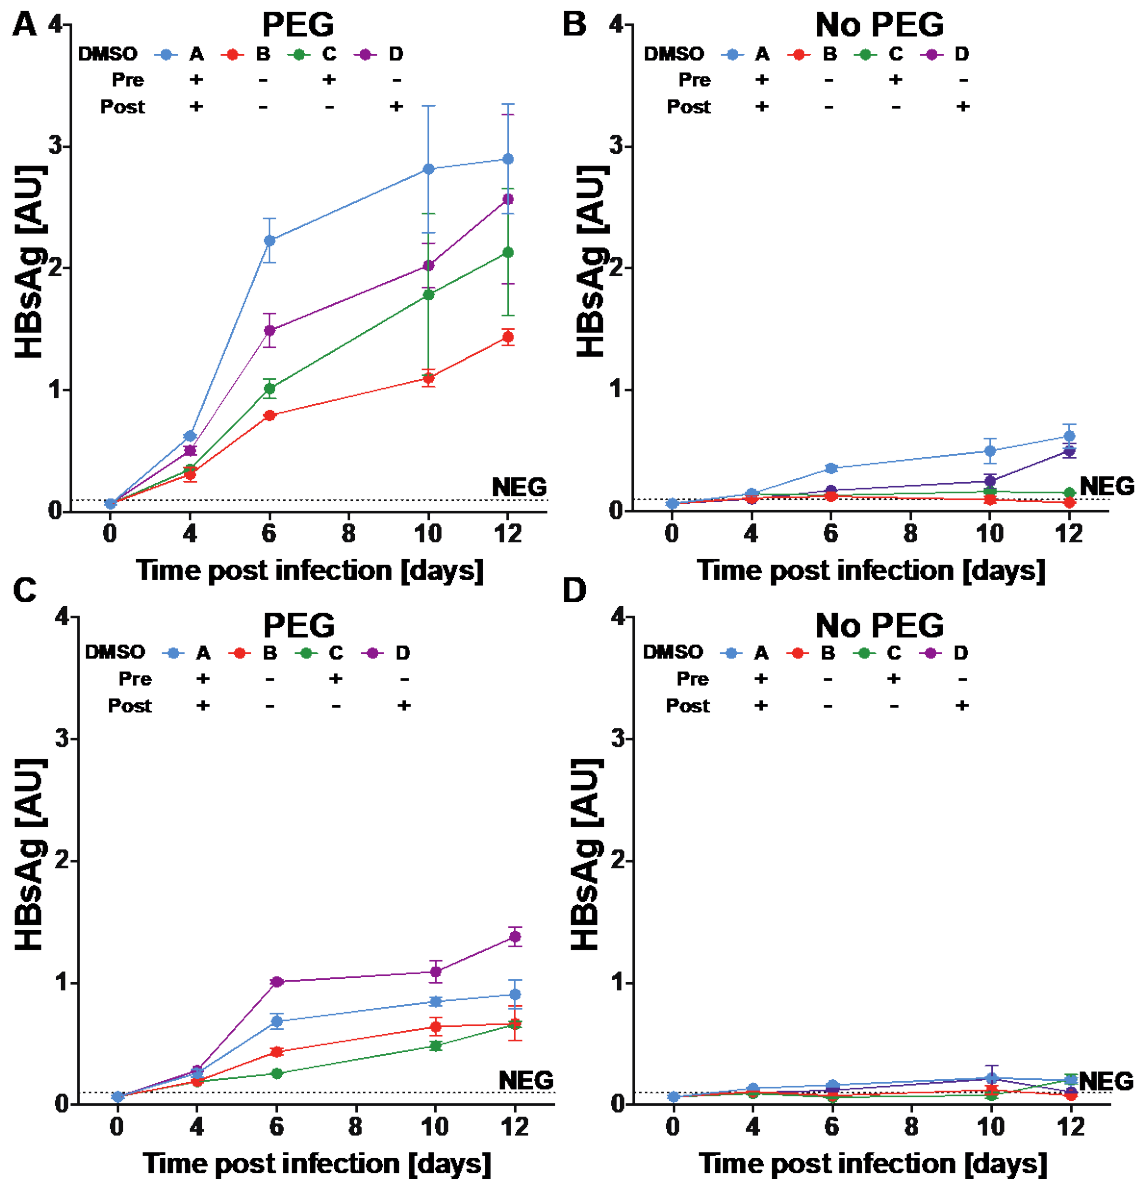 A PEG
DMSO A B C D
Pre + - + -
Post + - - +
HBsAg [AU]
4
3
2
1
0
NEG
0 4 6 8 10 12
Time post infection [days]
B No PEG
DMSO A B C D
Pre + - + -
Post + - - +
HBsAg [AU]
4
3
2
1
0
NEG
0 4 6 8 10 12
Time post infection [days]
C PEG
DMSO A B C D
Pre + - + -
Post + - - +
HBsAg [AU]
4
3
2
1
0
NEG
0 4 6 8 10 12
Time post infection [days]
D No PEG
DMSO A B C D
Pre + - + -
Post + - - +
HBsAg [AU]
4
3
2
1
0
NEG
0 4 6 8 10 12
Time post infection [days]